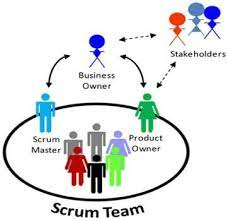 Stakeholders
Business
Owner
Scrum
Master
Product
Owner
Scrum Team